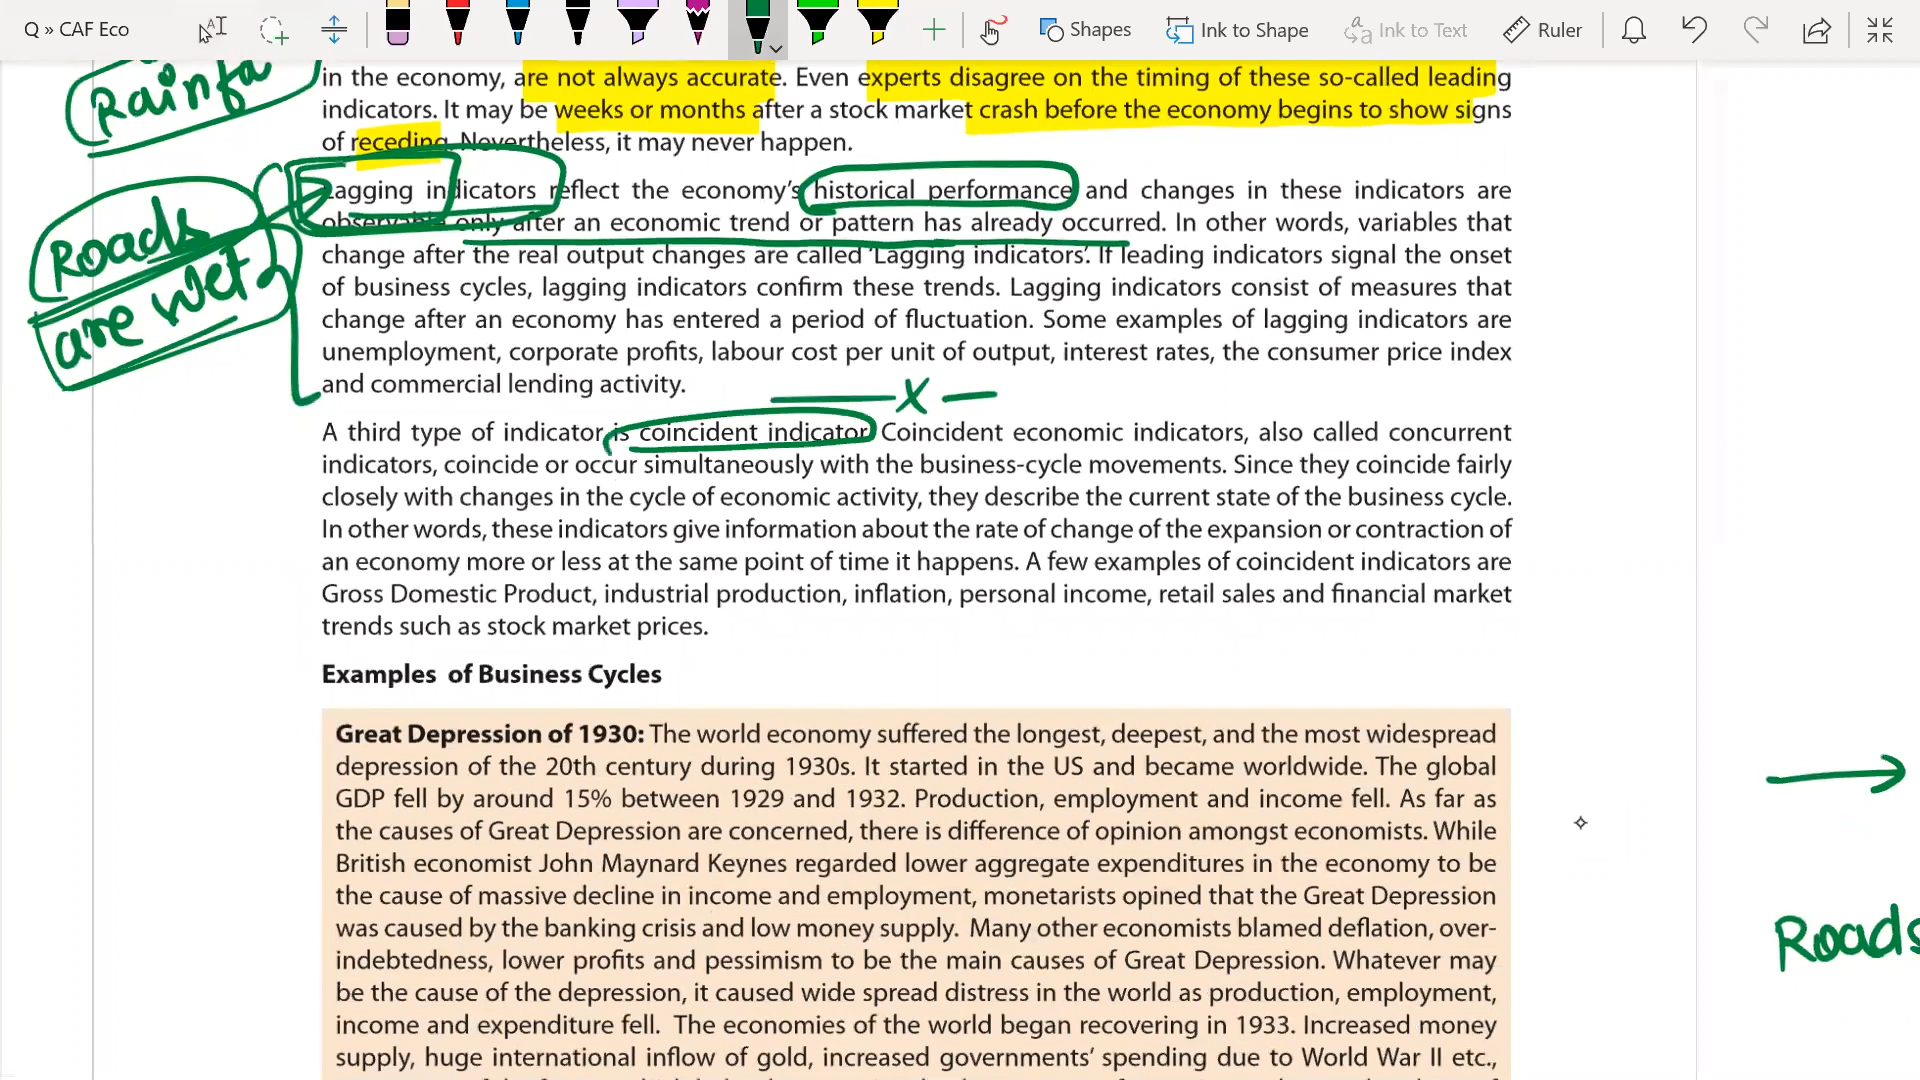 Q » CAF Eco
Shapes
Ink to Shape
Ink to Text
Ruler
in the economy, are not always accurate. Even experts disagree on the timing of these so-called leading
indicators. It may be weeks or months after a stock market crash before the economy begins to show signs
of receding. Nevertheless, it may never happen.
Lagging indicators reflect the economy's historical performance and changes in these indicators are
observable only after an economic trend or pattern has already occurred. In other words, variables that
change after the real output changes are called 'Lagging indicators'. If leading indicators signal the onset
of business cycles, lagging indicators confirm these trends. Lagging indicators consist of measures that
change after an economy has entered a period of fluctuation. Some examples of lagging indicators are
unemployment, corporate profits, labour cost per unit of output, interest rates, the consumer price index
and commercial lending activity.
A third type of indicator is coincident indicator. Coincident economic indicators, also called concurrent
indicators, coincide or occur simultaneously with the business-cycle movements. Since they coincide fairly
closely with changes in the cycle of economic activity, they describe the current state of the business cycle.
In other words, these indicators give information about the rate of change of the expansion or contraction of
an economy more or less at the same point of time it happens. A few examples of coincident indicators are
Gross Domestic Product, industrial production, inflation, personal income, retail sales and financial market
trends such as stock market prices.
Examples of Business Cycles
Great Depression of 1930: The world economy suffered the longest, deepest, and the most widespread
depression of the 20th century during 1930s. It started in the US and became worldwide. The global
GDP fell by around 15% between 1929 and 1932. Production, employment and income fell. As far as
the causes of Great Depression are concerned, there is difference of opinion amongst economists. While
British economist John Maynard Keynes regarded lower aggregate expenditures in the economy to be
the cause of massive decline in income and employment, monetarists opined that the Great Depression
was caused by the banking crisis and low money supply. Many other economists blamed deflation, over-
indebtedness, lower profits and pessimism to be the main causes of Great Depression. Whatever may
be the cause of the depression, it caused wide spread distress in the world as production, employment,
income and expenditure fell. The economies of the world began recovering in 1933. Increased money
supply, huge international inflow of gold, increased governments' spending due to World War II etc.,
Rainfa
Roads
are wet
x
Roads